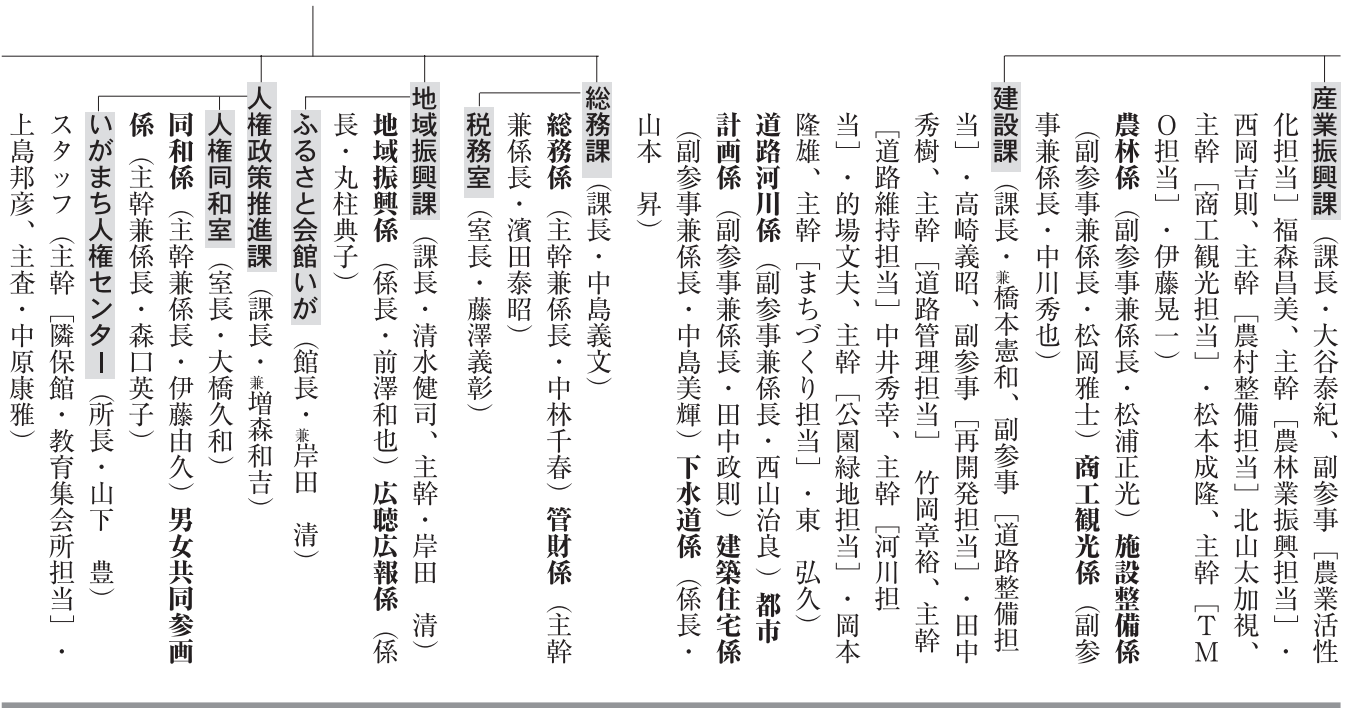 産業振興課（課長・大谷泰紀、副参事［農業活性
化担当］福森昌美、主幹［農林業振興担当］・
西岡吉則、主幹［農村整備担当］北山太加視、
主幹［商工観光担当］・松本成隆、主幹［ＴＭ
Ｏ担当］・伊藤晃一）
農林係（副参事兼係長・松浦正光）施設整備係
（副参事兼係長・松岡雅士）商工観光係（副参
事兼係長・中川秀也）
建設課（課長・兼橋本憲和、副参事［道路整備担
当］・高崎義昭、副参事［再開発担当］・田中
秀樹、主幹［道路管理担当］竹岡章裕、主幹
［道路維持担当］中井秀幸、主幹［河川担
当］・的場文夫、主幹［公園緑地担当］・岡本
隆雄、主幹［まちづくり担当］・東　弘久）
道路河川係（副参事兼係長・西山治良）都市
計画係（副参事兼係長・田中政則）建築住宅係
（副参事兼係長・中島美輝）下水道係（係長・
山本　昇）
総務課（課長・中島義文）
総務係（主幹兼係長・中林千春）管財係（主幹
兼係長・濱田泰昭）
税務室（室長・藤澤義彰）
地域振興課（課長・清水健司、主幹・岸田　清）
地域振興係（係長・前澤和也）広聴広報係（係
長・丸柱典子）
ふるさと会館いが（館長・兼岸田　清）
人権政策推進課（課長・兼増森和吉）
人権同和室（室長・大橋久和）
同和係（主幹兼係長・伊藤由久）男女共同参画
係（主幹兼係長・森口英子）
いがまち人権センター（所長・山下　豊）
スタッフ（主幹［隣保館・教育集会所担当］・
上島邦彦、主査・中原康雅）